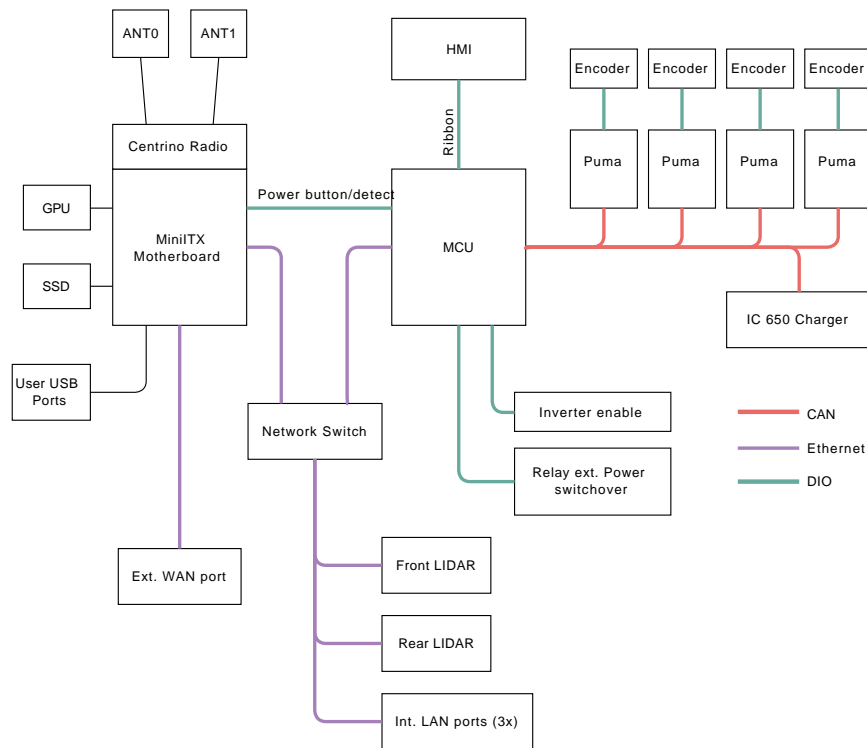 ANT0
ANT1
HMI
Encoder
Encoder
Encoder
Encoder
Ribbon
Centrino Radio
Puma
Puma
Puma
Puma
Power button/detect
GPU
MiniITX
Motherboard
MCU
SSD
IC 650 Charger
User USB
Ports
Inverter enable
CAN
Network Switch
Ethernet
Relay ext. Power
switchover
DIO
Ext. WAN port
Front LIDAR
Rear LIDAR
Int. LAN ports (3x)